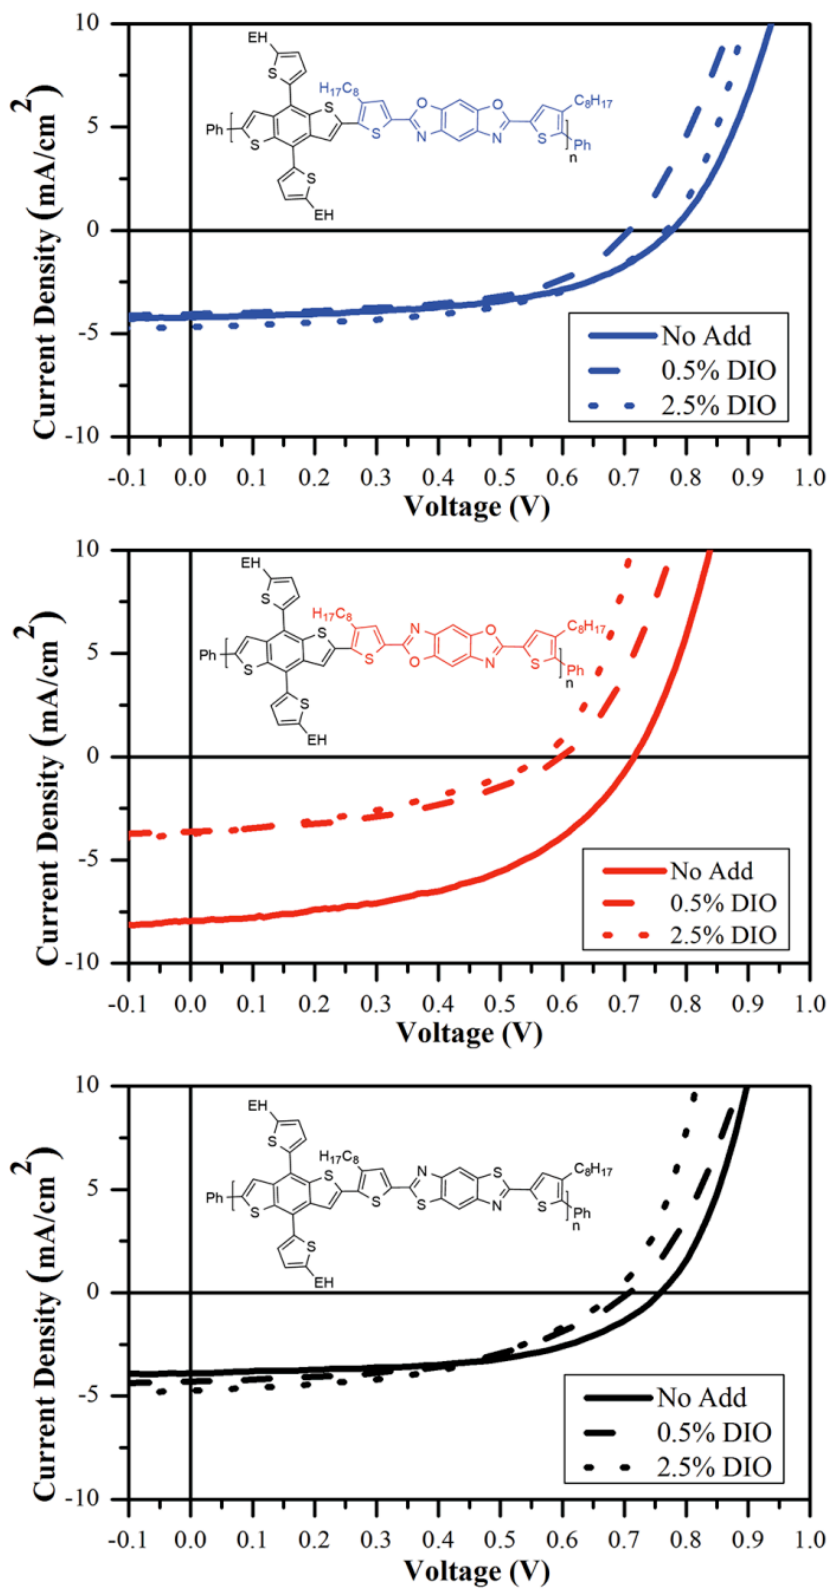 Current Density (mA/cm²)
10
5
0
-5
-10
EH
S
H17C8
S
O
O
C8H17
Ph
S
S
N
N
S
Ph
n
S
EH
No Add
0.5% DIO
2.5% DIO
-0.1 0.0 0.1 0.2 0.3 0.4 0.5 0.6 0.7 0.8 0.9 1.0
Voltage (V)
Current Density (mA/cm²)
10
5
0
-5
-10
EH
S
H17C8
S
N
O
C8H17
Ph
S
S
O
N
S
Ph
n
S
EH
No Add
0.5% DIO
2.5% DIO
-0.1 0.0 0.1 0.2 0.3 0.4 0.5 0.6 0.7 0.8 0.9 1.0
Voltage (V)
Current Density (mA/cm²)
10
5
0
-5
-10
EH
S
H17C8
S
N
S
C8H17
Ph
S
S
S
N
S
Ph
n
S
EH
No Add
0.5% DIO
2.5% DIO
-0.1 0.0 0.1 0.2 0.3 0.4 0.5 0.6 0.7 0.8 0.9 1.0
Voltage (V)